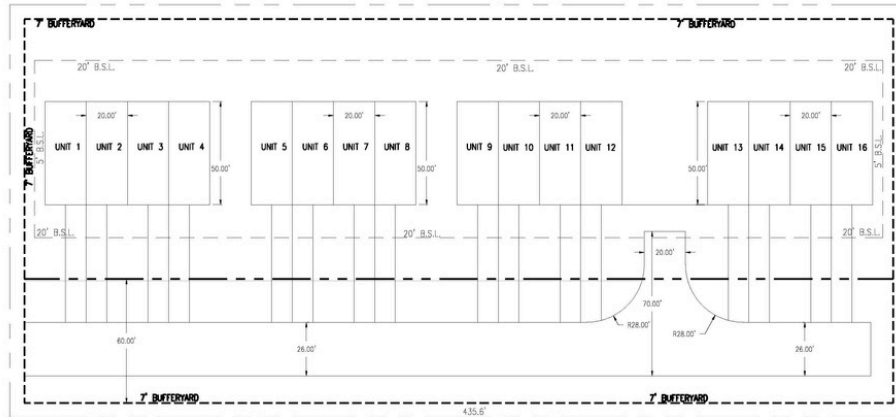 7' BUFFERYARD
7' BUFFERYARD
20' B.S.L.
20' B.S.L.
20' B.S.L.
20.00'
20.00'
20.00'
20.00'
7' BUFFERYARD
5' B.S.L.
UNIT 1
UNIT 2
UNIT 3
UNIT 4
50.00'
UNIT 5
UNIT 6
UNIT 7
UNIT 8
50.00'
UNIT 9
UNIT 10
UNIT 11
UNIT 12
50.00'
UNIT 13
UNIT 14
UNIT 15
UNIT 16
5' B.S.L.
20' B.S.L.
20' B.S.L.
20' B.S.L.
20.00'
70.00'
R28.00'
R28.00'
60.00'
26.00'
26.00'
7' BUFFERYARD
7' BUFFERYARD
435.6'